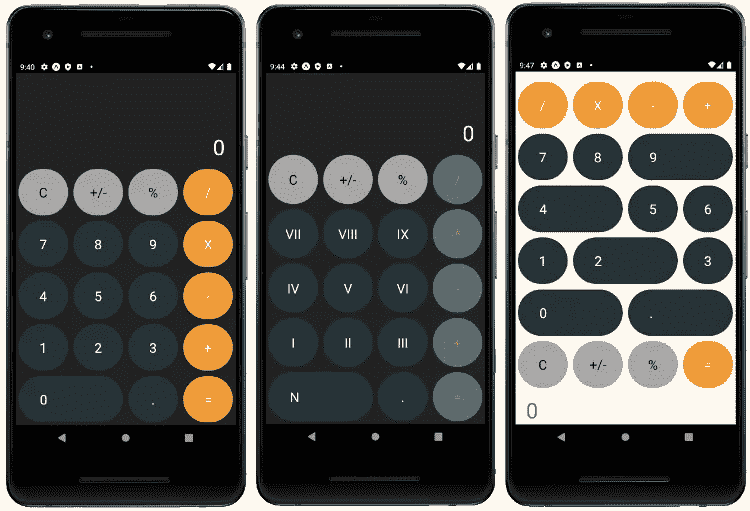 9:40
0
C +/- % /
7 8 9 X
4 5 6 -
1 2 3 +
0 . =
9:44
0
C +/- % /
VII VIII IX
IV V VI -
I II III +
N . =
9:47
/ X - +
7 8 9
4 5 6
1 2 3
0 .
C +/- % =
0